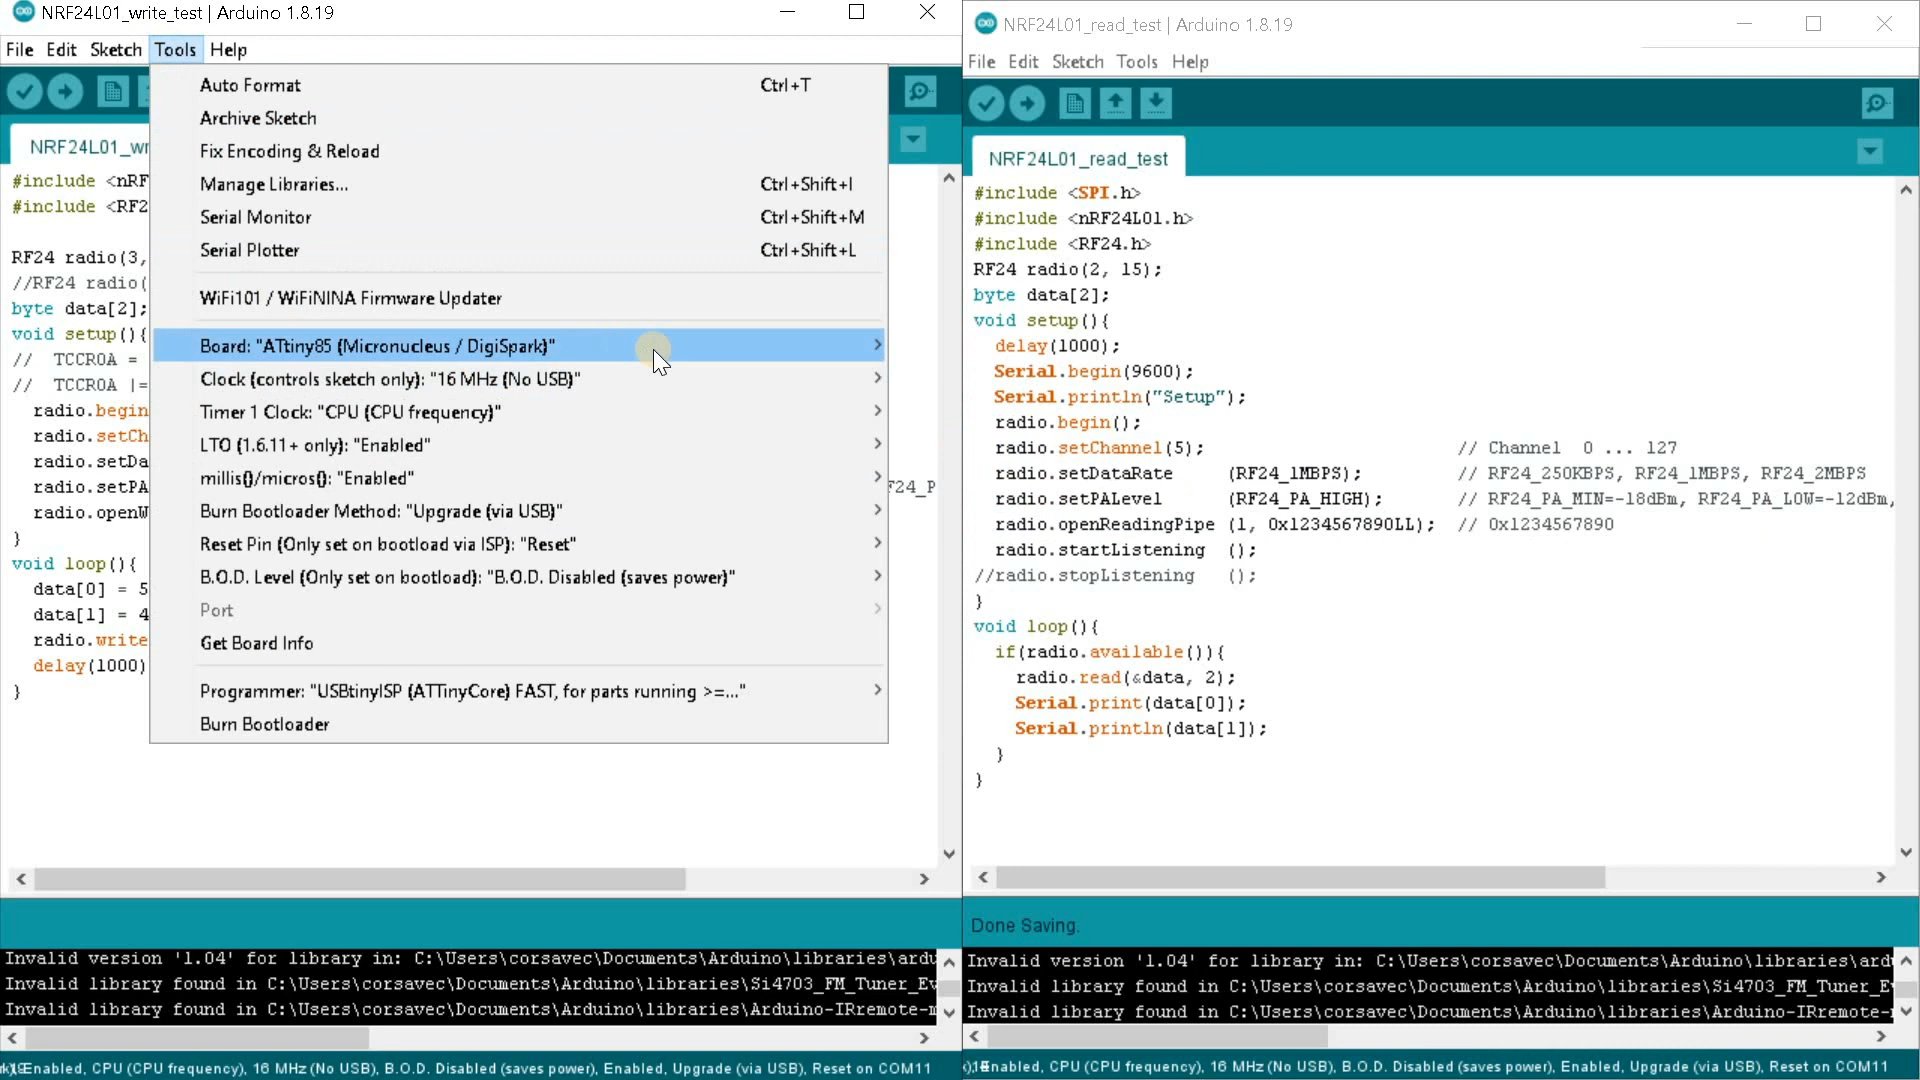 NRF24L01_write_test | Arduino 1.8.19
File Edit Sketch Tools Help
Auto Format Ctrl+T
Archive Sketch
Fix Encoding & Reload
Manage Libraries... Ctrl+Shift+I
Serial Monitor Ctrl+Shift+M
Serial Plotter Ctrl+Shift+L
WiFi101 / WiFiNINA Firmware Updater
Board: "ATtiny85 (Micronucleus / DigiSpark)"
Clock (controls sketch only): "16 MHz (No USB)"
Timer 1 Clock: "CPU (CPU frequency)"
LTO (1.6.11+ only): "Enabled"
millis()/micros(): "Enabled"
Burn Bootloader Method: "Upgrade (via USB)"
Reset Pin (Only set on bootload via ISP): "Reset"
B.O.D. Level (Only set on bootload): "B.O.D. Disabled (saves power)"
Port
Get Board Info
Programmer: "USBtinyISP (ATTinyCore) FAST, for parts running >=..."
Burn Bootloader
NRF24L01_wr
#include <nRF
#include <RF2
RF24 radio(3,
//RF24 radio(
byte data[2];
void setup(){
// TCCR0A =
// TCCR0A |=
radio.begin
radio.setCh
radio.setDa
radio.setPA F24_P
radio.openW
}
void loop(){
data[0] = 5
data[1] = 4
radio.write
delay(1000)
}
Invalid version '1.04' for library in: C:\Users\corsavec\Documents\Arduino\libraries\ardu
Invalid library found in C:\Users\corsavec\Documents\Arduino\libraries\Si4703_FM_Tuner_Ev
Invalid library found in C:\Users\corsavec\Documents\Arduino\libraries\Arduino-IRremote-m
Enabled, CPU (CPU frequency), 16 MHz (No USB), B.O.D. Disabled (saves power), Enabled, Upgrade (via USB), Reset on COM11
NRF24L01_read_test | Arduino 1.8.19
File Edit Sketch Tools Help
NRF24L01_read_test
#include <SPI.h>
#include <nRF24L01.h>
#include <RF24.h>
RF24 radio(2, 15);
byte data[2];
void setup(){
delay(1000);
Serial.begin(9600);
Serial.println("Setup");
radio.begin();
radio.setChannel(5); // Channel 0 ... 127
radio.setDataRate (RF24_1MBPS); // RF24_250KBPS, RF24_1MBPS, RF24_2MBPS
radio.setPALevel (RF24_PA_HIGH); // RF24_PA_MIN=-18dBm, RF24_PA_LOW=-12dBm,
radio.openReadingPipe (1, 0x1234567890LL); // 0x1234567890
radio.startListening ();
//radio.stopListening ();
}
void loop(){
if(radio.available()){
radio.read(&data, 2);
Serial.print(data[0]);
Serial.println(data[1]);
}
}
Done Saving.
Invalid version '1.04' for library in: C:\Users\corsavec\Documents\Arduino\libraries\ardu
Invalid library found in C:\Users\corsavec\Documents\Arduino\libraries\Si4703_FM_Tuner_E
Invalid library found in C:\Users\corsavec\Documents\Arduino\libraries\Arduino-IRremote-
Enabled, CPU (CPU frequency), 16 MHz (No USB), B.O.D. Disabled (saves power), Enabled, Upgrade (via USB), Reset on COM11